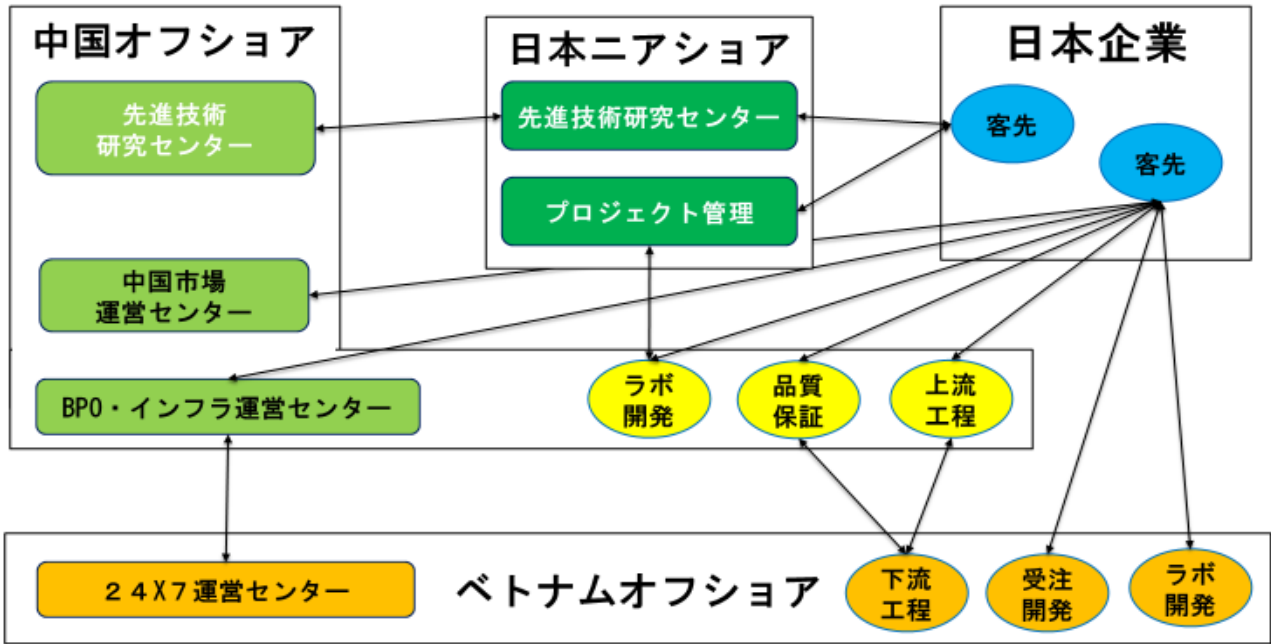 中国オフショア
先進技術
研究センター
中国市場
運営センター
BPO・インフラ運営センター
日本ニアショア
先進技術研究センター
プロジェクト管理
日本企業
客先
客先
ラボ
開発
品質
保証
上流
工程
24X7運営センター
ベトナムオフショア
下流
工程
受注
開発
ラボ
開発